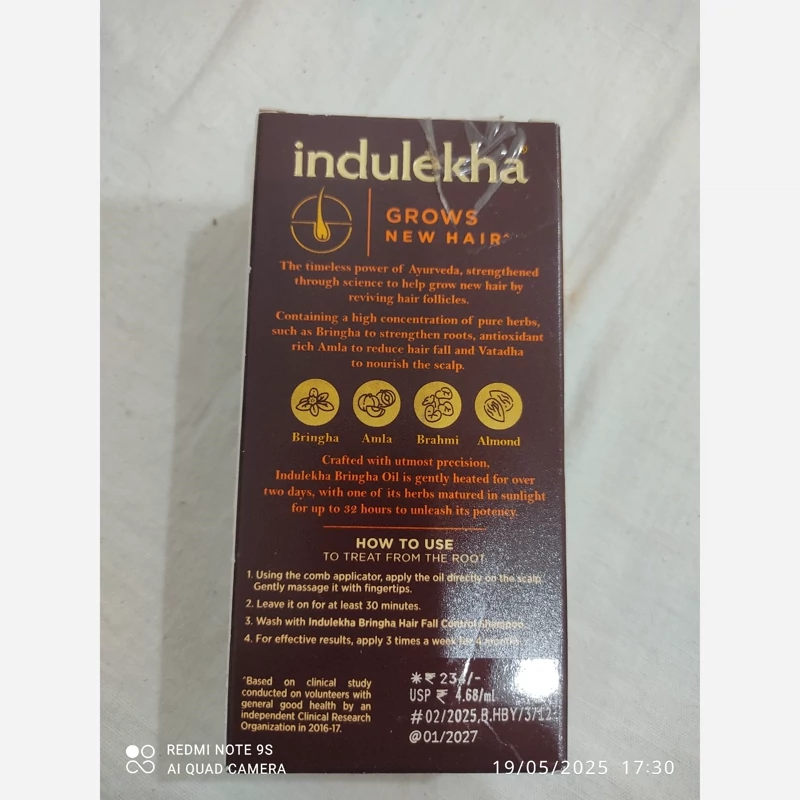 indulekha
GROWS
NEW HAIR^
The timeless power of Ayurveda, strengthened
through science to help grow new hair by
reviving hair follicles.
Containing a high concentration of pure herbs,
such as Bringha to strengthen roots, antioxidant
rich Amla to reduce hair fall and Vatadha
to nourish the scalp.
Bringha Amla Brahmi Almond
Crafted with utmost precision,
Indulekha Bringha Oil is gently heated for over
two days, with one of its herbs matured in sunlight
for up to 32 hours to unleash its potency.
HOW TO USE
TO TREAT FROM THE ROOT
1. Using the comb applicator, apply the oil directly on the scalp.
Gently massage it with fingertips.
2. Leave it on for at least 30 minutes.
3. Wash with Indulekha Bringha Hair Fall Control Shampoo.
4. For effective results, apply 3 times a week for 4 months.
^Based on clinical study
conducted on volunteers with
general good health by an
independent Clinical Research
Organization in 2016-17.
✳₹ 234/-
USP ₹ 4.68/ml
#02/2025,B.HBY/3712
@01/2027
REDMI NOTE 9S
AI QUAD CAMERA
19/05/2025 17:30